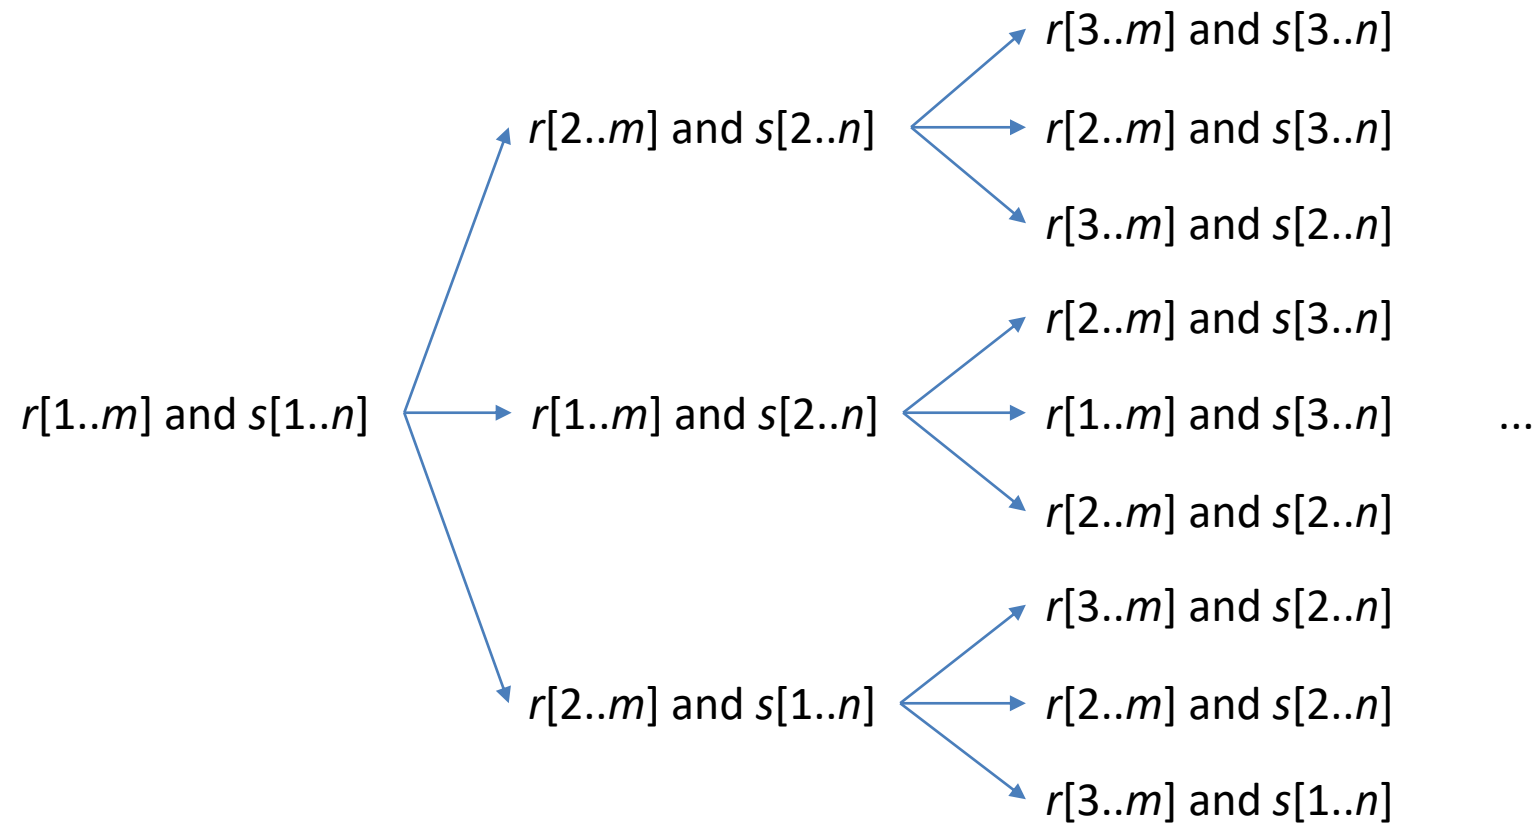 r[1..m] and s[1..n]
r[2..m] and s[2..n]
r[1..m] and s[2..n]
r[2..m] and s[1..n]
r[3..m] and s[3..n]
r[2..m] and s[3..n]
r[3..m] and s[2..n]
r[2..m] and s[3..n]
r[1..m] and s[3..n]
r[2..m] and s[2..n]
r[3..m] and s[2..n]
r[2..m] and s[2..n]
r[3..m] and s[1..n]
...